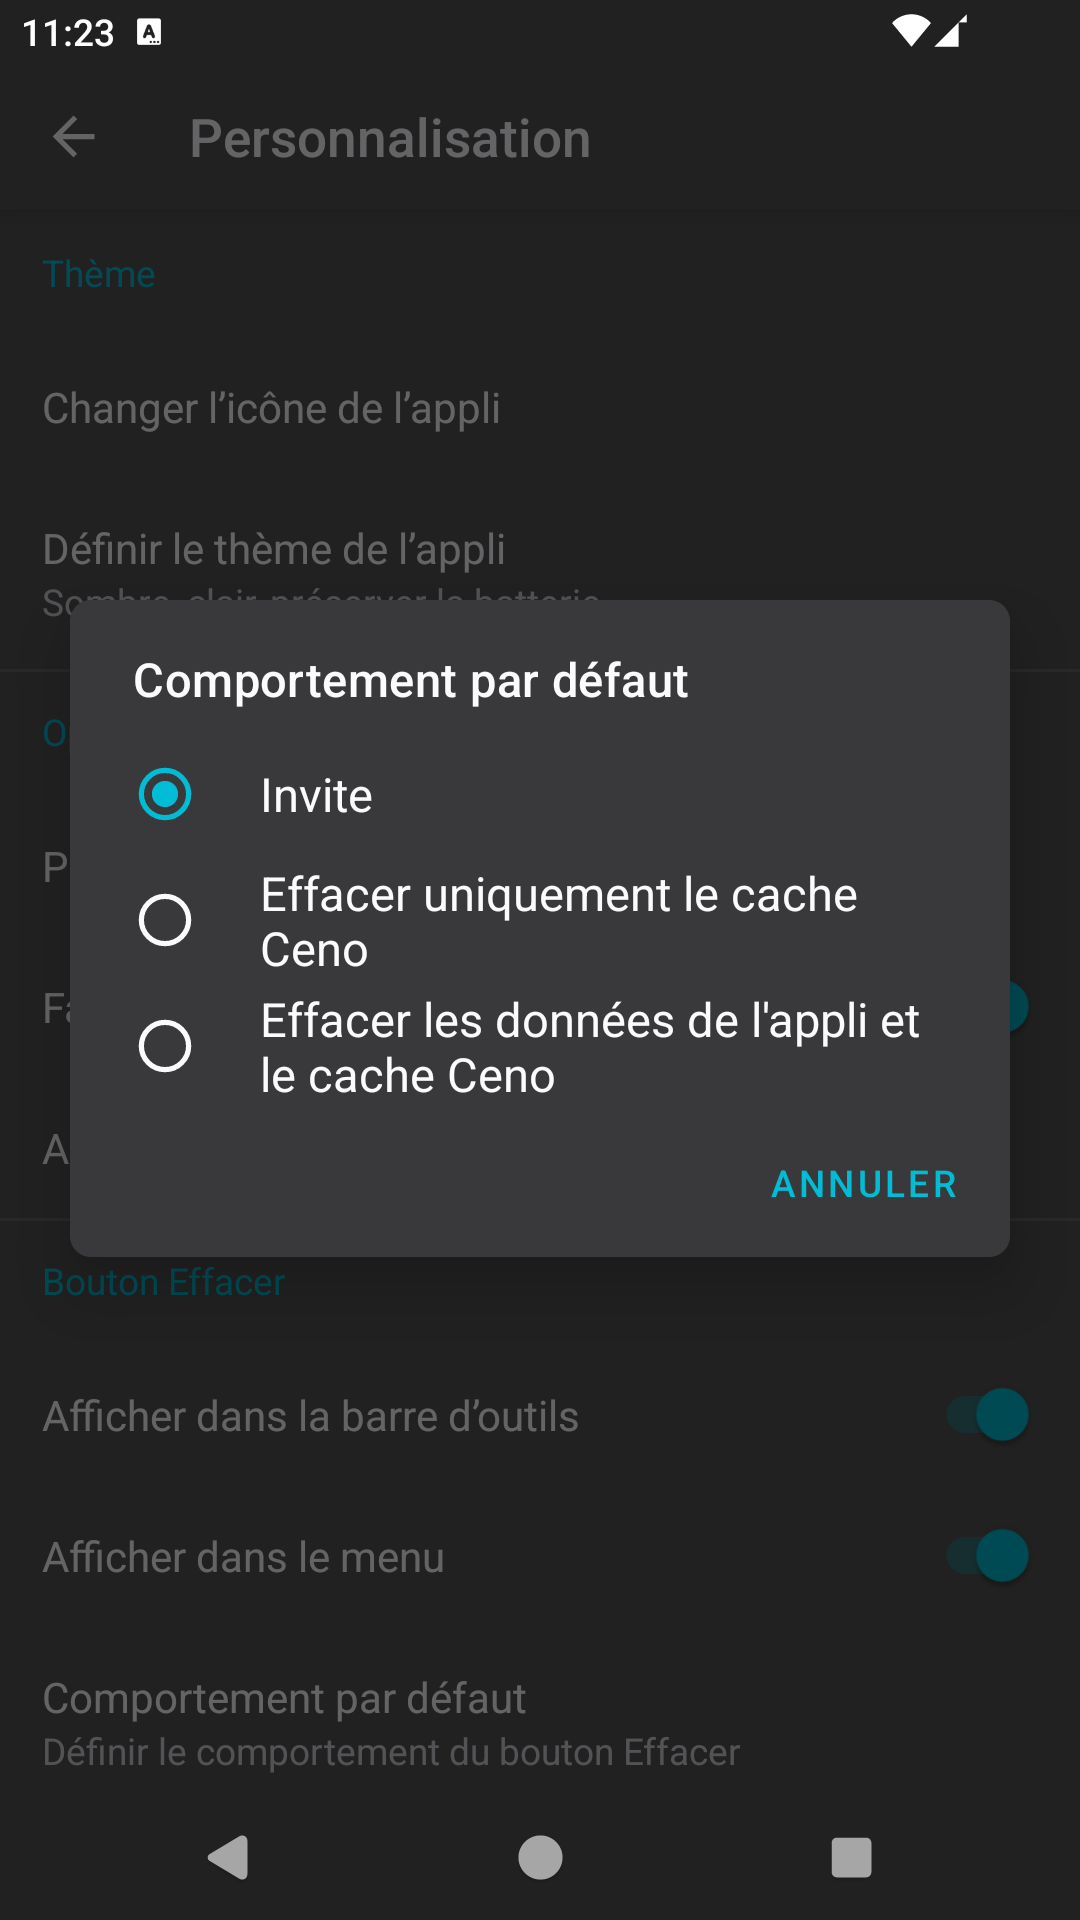 11:23
Personnalisation
Thème
Changer l’icône de l’appli
Définir le thème de l’appli
Comportement par défaut
Invite
Effacer uniquement le cache
Ceno
Effacer les données de l'appli et
le cache Ceno
ANNULER
Bouton Effacer
Afficher dans la barre d’outils
Afficher dans le menu
Comportement par défaut
Définir le comportement du bouton Effacer